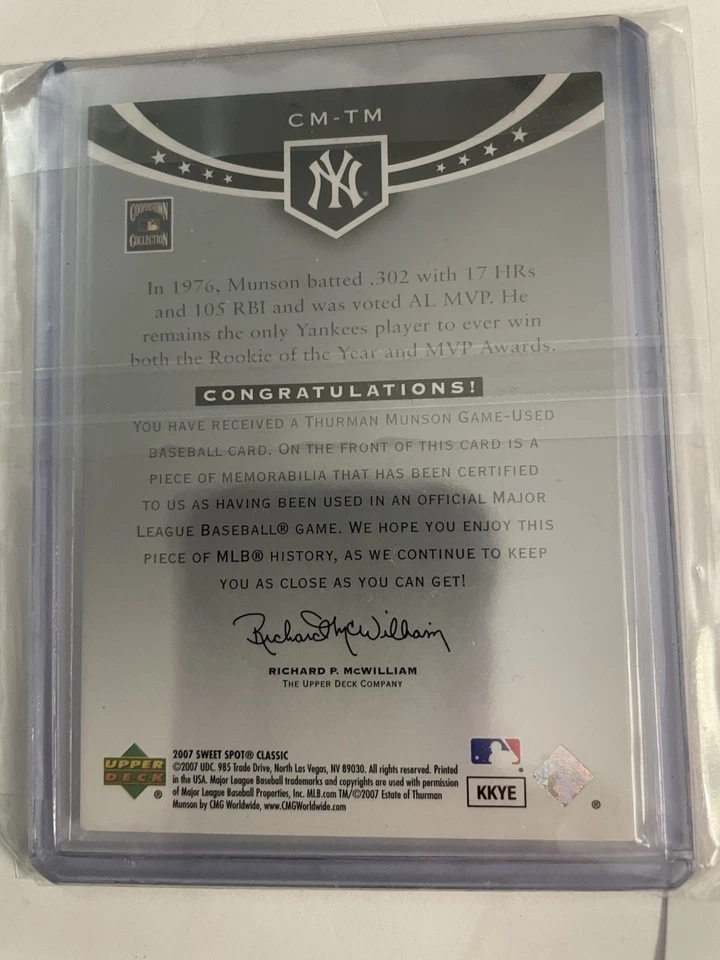 CM-TM
NY
COOPERSTOWN
COLLECTION
In 1976, Munson batted .302 with 17 HRs
and 105 RBI and was voted AL MVP. He
remains the only Yankees player to ever win
both the Rookie of the Year and MVP Awards.
CONGRATULATIONS!
YOU HAVE RECEIVED A THURMAN MUNSON GAME-USED
BASEBALL CARD. ON THE FRONT OF THIS CARD IS A
PIECE OF MEMORABILIA THAT HAS BEEN CERTIFIED
TO US AS HAVING BEEN USED IN AN OFFICIAL MAJOR
LEAGUE BASEBALL® GAME. WE HOPE YOU ENJOY THIS
PIECE OF MLB® HISTORY, AS WE CONTINUE TO KEEP
YOU AS CLOSE AS YOU CAN GET!
Richard McWilliam
RICHARD P. McWILLIAM
THE UPPER DECK COMPANY
UPPER
DECK
®
2007 SWEET SPOT® CLASSIC
©2007 UDC. 985 Trade Drive, North Las Vegas, NV 89030. All rights reserved. Printed
in the USA. Major League Baseball trademarks and copyrights are used with permission
of Major League Baseball Properties, Inc. MLB.com TM/©2007 Estate of Thurman
Munson by CMG Worldwide, www.CMGWorldwide.com
KKYE
®